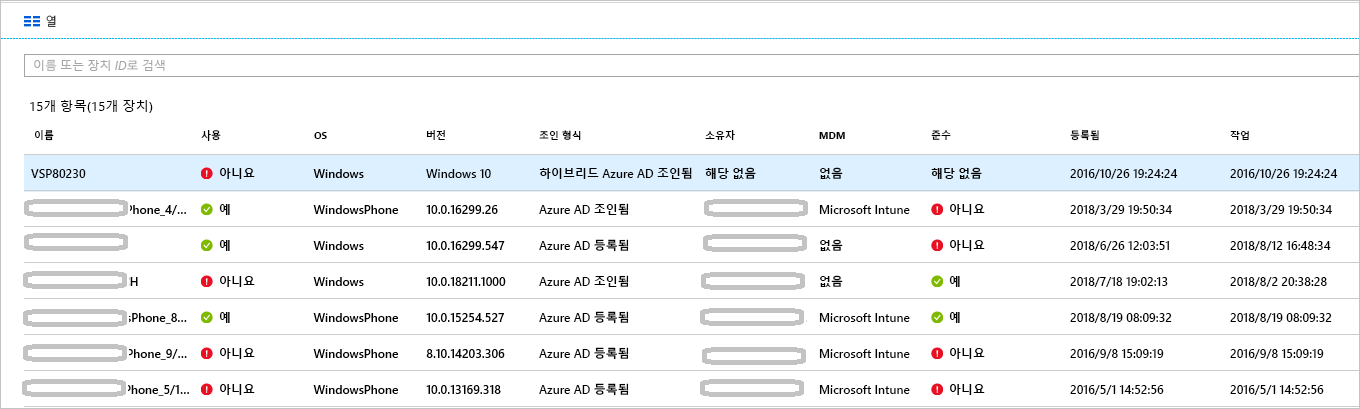 열
이름 또는 장치 ID로 검색
15개 항목(15개 장치)
이름 사용 OS 버전 조인 형식 소유자 MDM 준수 등록됨 작업
VSP80230 아니요 Windows Windows 10 하이브리드 Azure AD 조인됨 해당 없음 없음 해당 없음 2016/10/26 19:24:24 2016/10/26 19:24:24
Phone_4/... 예 WindowsPhone 10.0.16299.26 Azure AD 조인됨 Microsoft Intune 아니요 2018/3/29 19:50:34 2018/3/29 19:50:34
예 Windows 10.0.16299.547 Azure AD 등록됨 없음 아니요 2018/6/26 12:03:51 2018/8/12 16:48:34
H 아니요 Windows 10.0.18211.1000 Azure AD 조인됨 없음 예 2018/7/18 19:02:13 2018/8/2 20:38:28
sPhone_8... 예 WindowsPhone 10.0.15254.527 Azure AD 등록됨 Microsoft Intune 예 2018/8/19 08:09:32 2018/8/19 08:09:32
Phone_9/... 아니요 WindowsPhone 8.10.14203.306 Azure AD 등록됨 Microsoft Intune 아니요 2016/9/8 15:09:19 2016/9/8 15:09:19
Phone_5/1... 아니요 WindowsPhone 10.0.13169.318 Azure AD 등록됨 Microsoft Intune 아니요 2016/5/1 14:52:56 2016/5/1 14:52:56